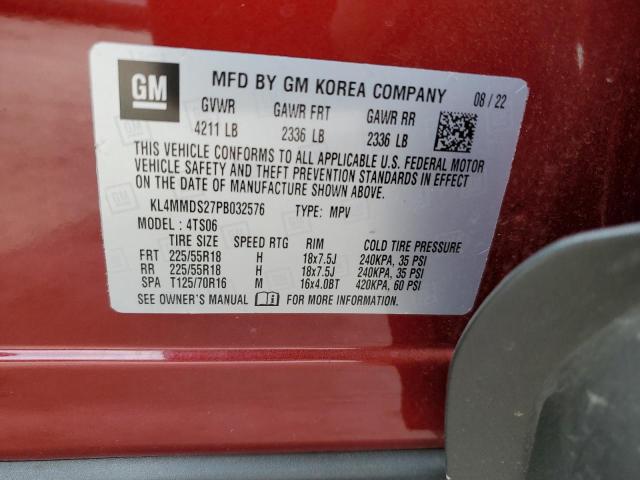 GM
MFD BY GM KOREA COMPANY 08/22
GVWR GAWR FRT GAWR RR
4211 LB 2336 LB 2336 LB
THIS VEHICLE CONFORMS TO ALL APPLICABLE U.S. FEDERAL MOTOR
VEHICLE SAFETY AND THEFT PREVENTION STANDARDS IN EFFECT
ON THE DATE OF MANUFACTURE SHOWN ABOVE.
KL4MMDS27PB032576 TYPE: MPV
MODEL : 4TS06
TIRE SIZE SPEED RTG RIM COLD TIRE PRESSURE
FRT 225/55R18 H 18x7.5J 240KPA, 35 PSI
RR 225/55R18 H 18x7.5J 240KPA, 35 PSI
SPA T125/70R16 M 16x4.0BT 420KPA, 60 PSI
SEE OWNER'S MANUAL FOR MORE INFORMATION.